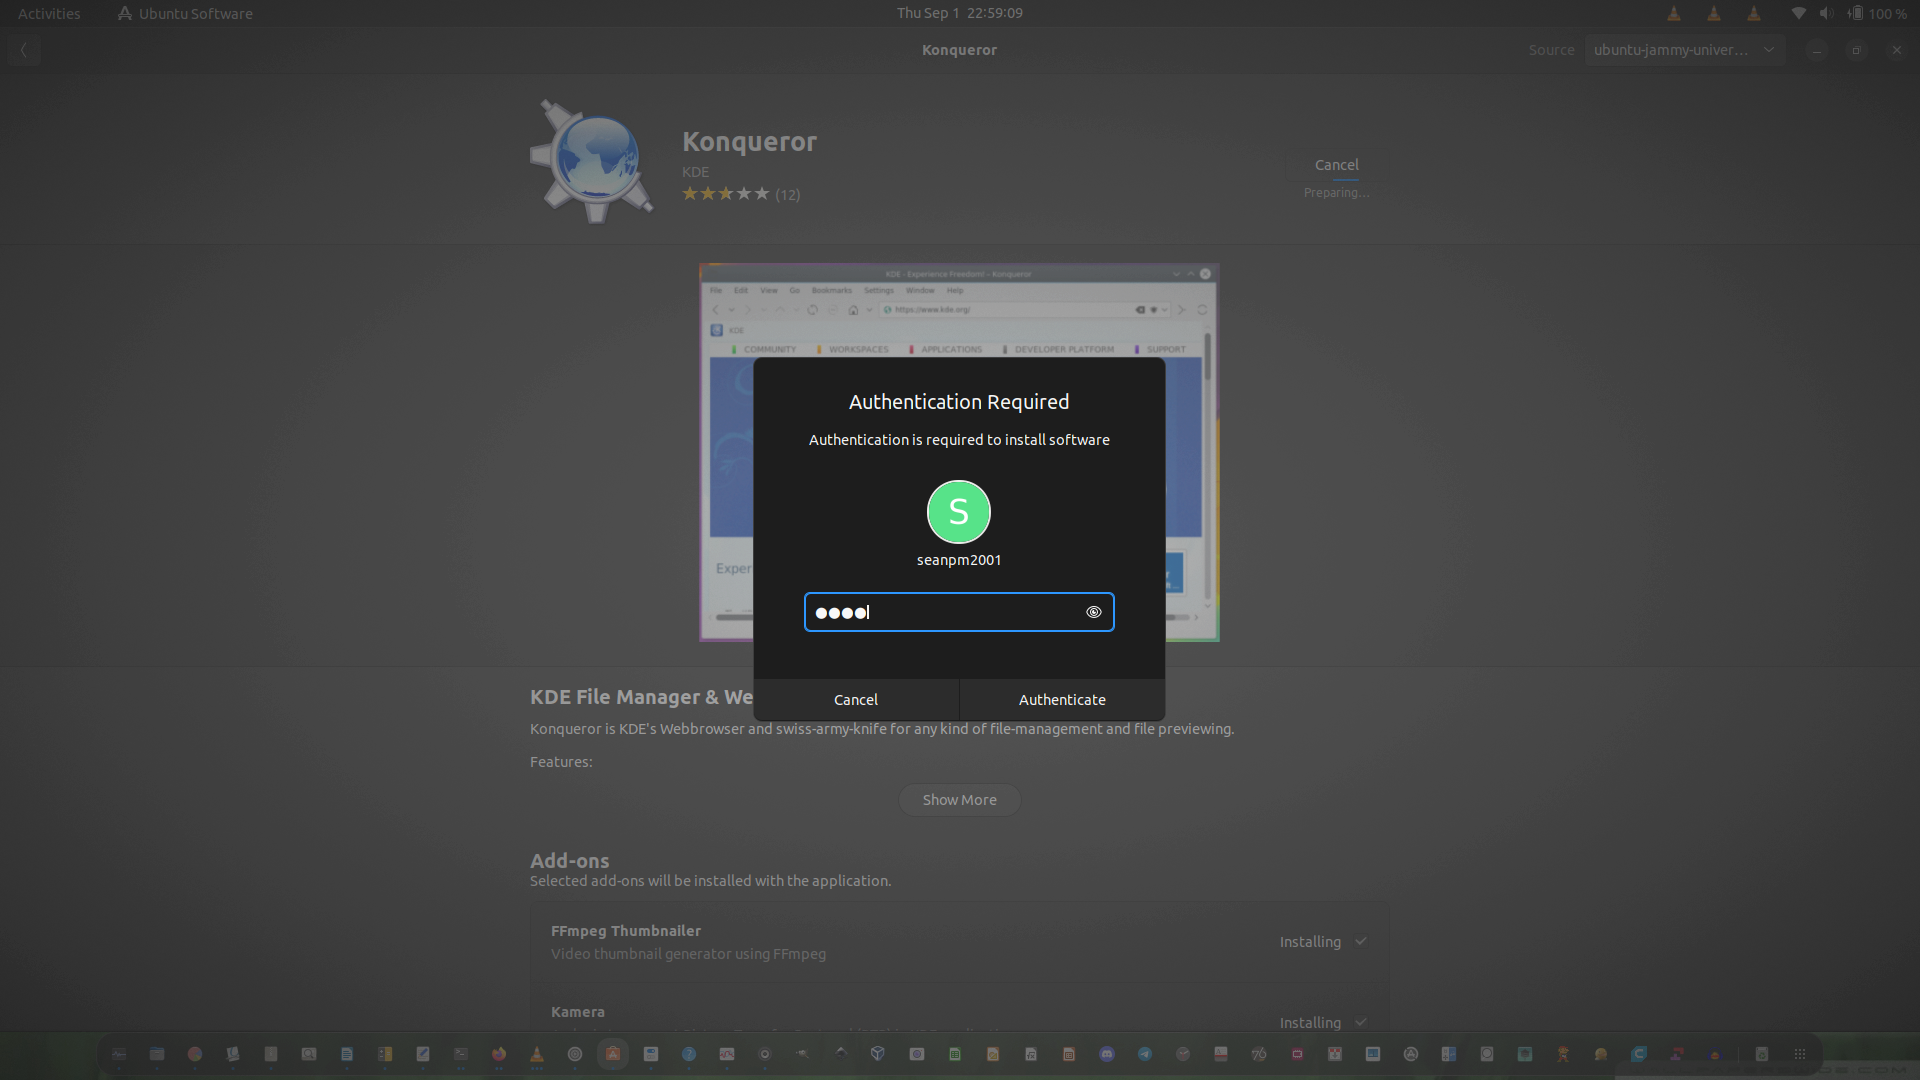 Activities
Ubuntu Software
Thu Sep 1 22:59:09
100 %
Konqueror
Source
ubuntu-jammy-univer…
Konqueror
KDE
(12)
Cancel
Preparing…
KDE - Experience Freedom! - Konqueror
File Edit View Go Bookmarks Settings Window Help
https://www.kde.org/
KDE
COMMUNITY WORKSPACES APPLICATIONS DEVELOPER PLATFORM SUPPORT
Authentication Required
Authentication is required to install software
S
seanpm2001
●●●●
Exper
Cancel
Authenticate
KDE File Manager & We
Konqueror is KDE's Webbrowser and swiss-army-knife for any kind of file-management and file previewing.
Features:
Show More
Add-ons
Selected add-ons will be installed with the application.
FFmpeg Thumbnailer
Video thumbnail generator using FFmpeg
Installing
Kamera
Installing